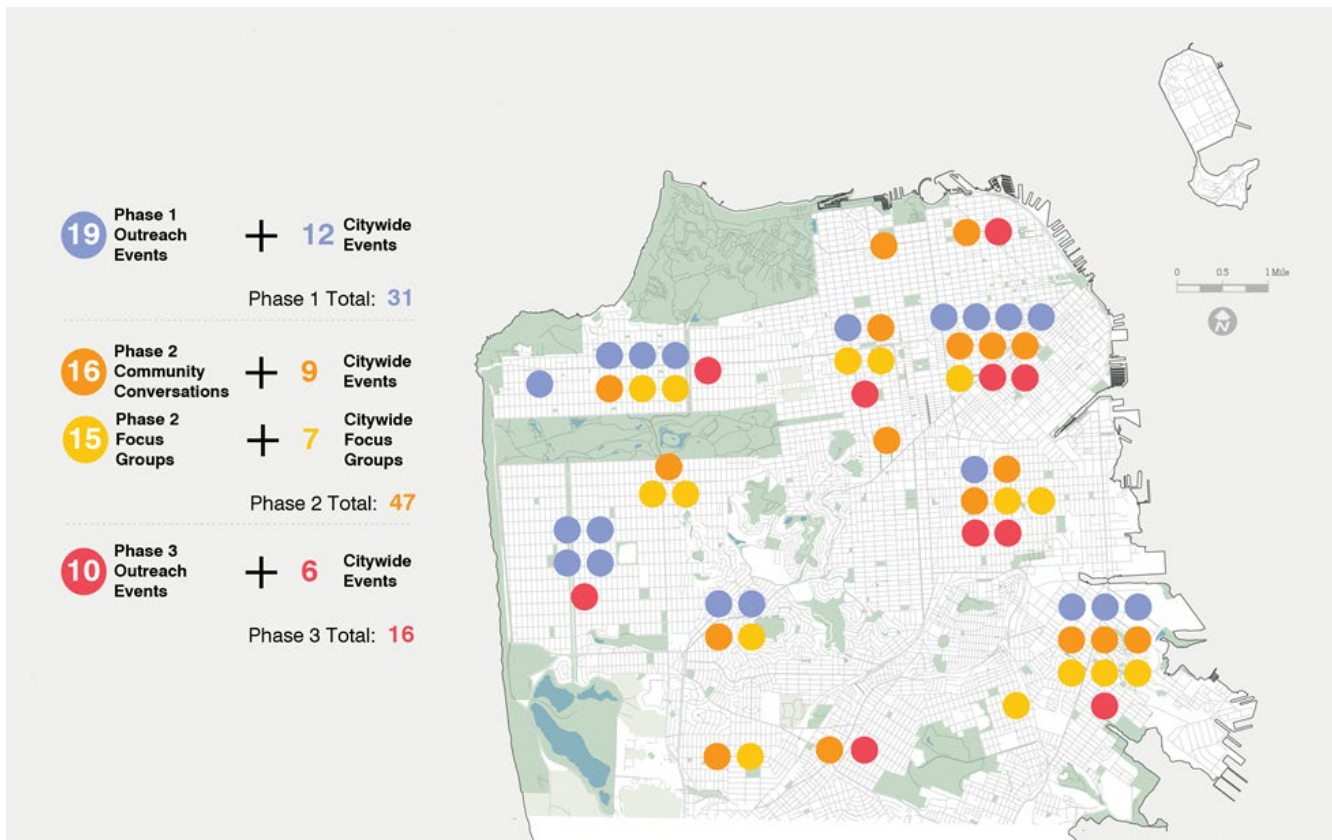 19
Phase 1
Outreach
Events
+
12
Citywide
Events
Phase 1 Total: 31
16
Phase 2
Community
Conversations
+
9
Citywide
Events
15
Phase 2
Focus
Groups
+
7
Citywide
Focus
Groups
Phase 2 Total: 47
10
Phase 3
Outreach
Events
+
6
Citywide
Events
Phase 3 Total: 16
0 0.5 1 Mile
N